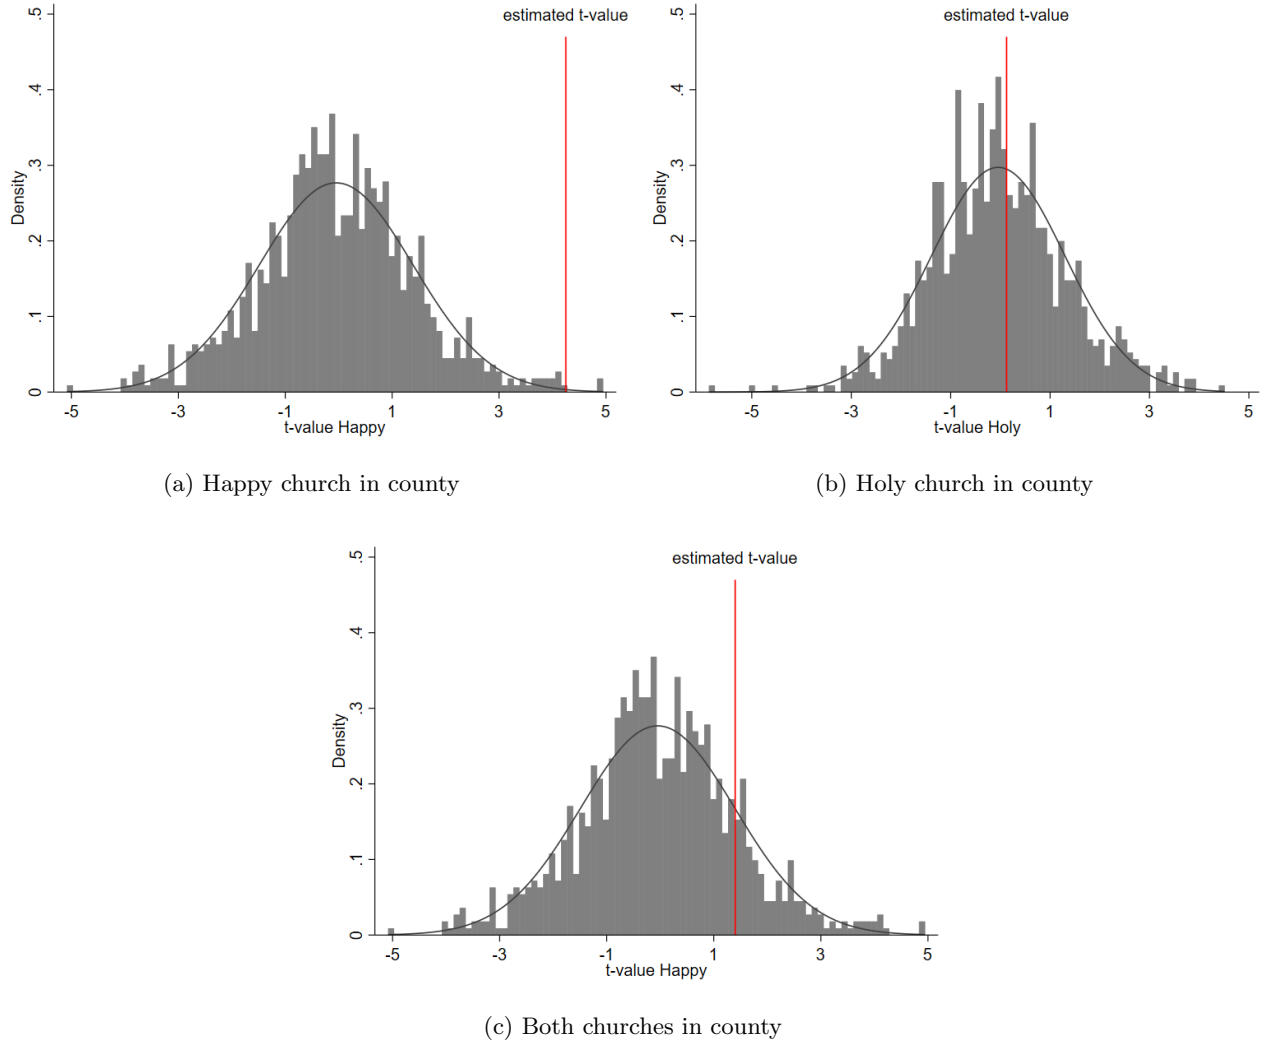 estimated t-value
.5
.4
.3
.2
.1
0
Density
-5 -3 -1 1 3 5
t-value Happy
(a) Happy church in county
estimated t-value
.5
.4
.3
.2
.1
0
Density
-5 -3 -1 1 3 5
t-value Holy
(b) Holy church in county
estimated t-value
.5
.4
.3
.2
.1
0
Density
-5 -3 -1 1 3 5
t-value Happy
(c) Both churches in county